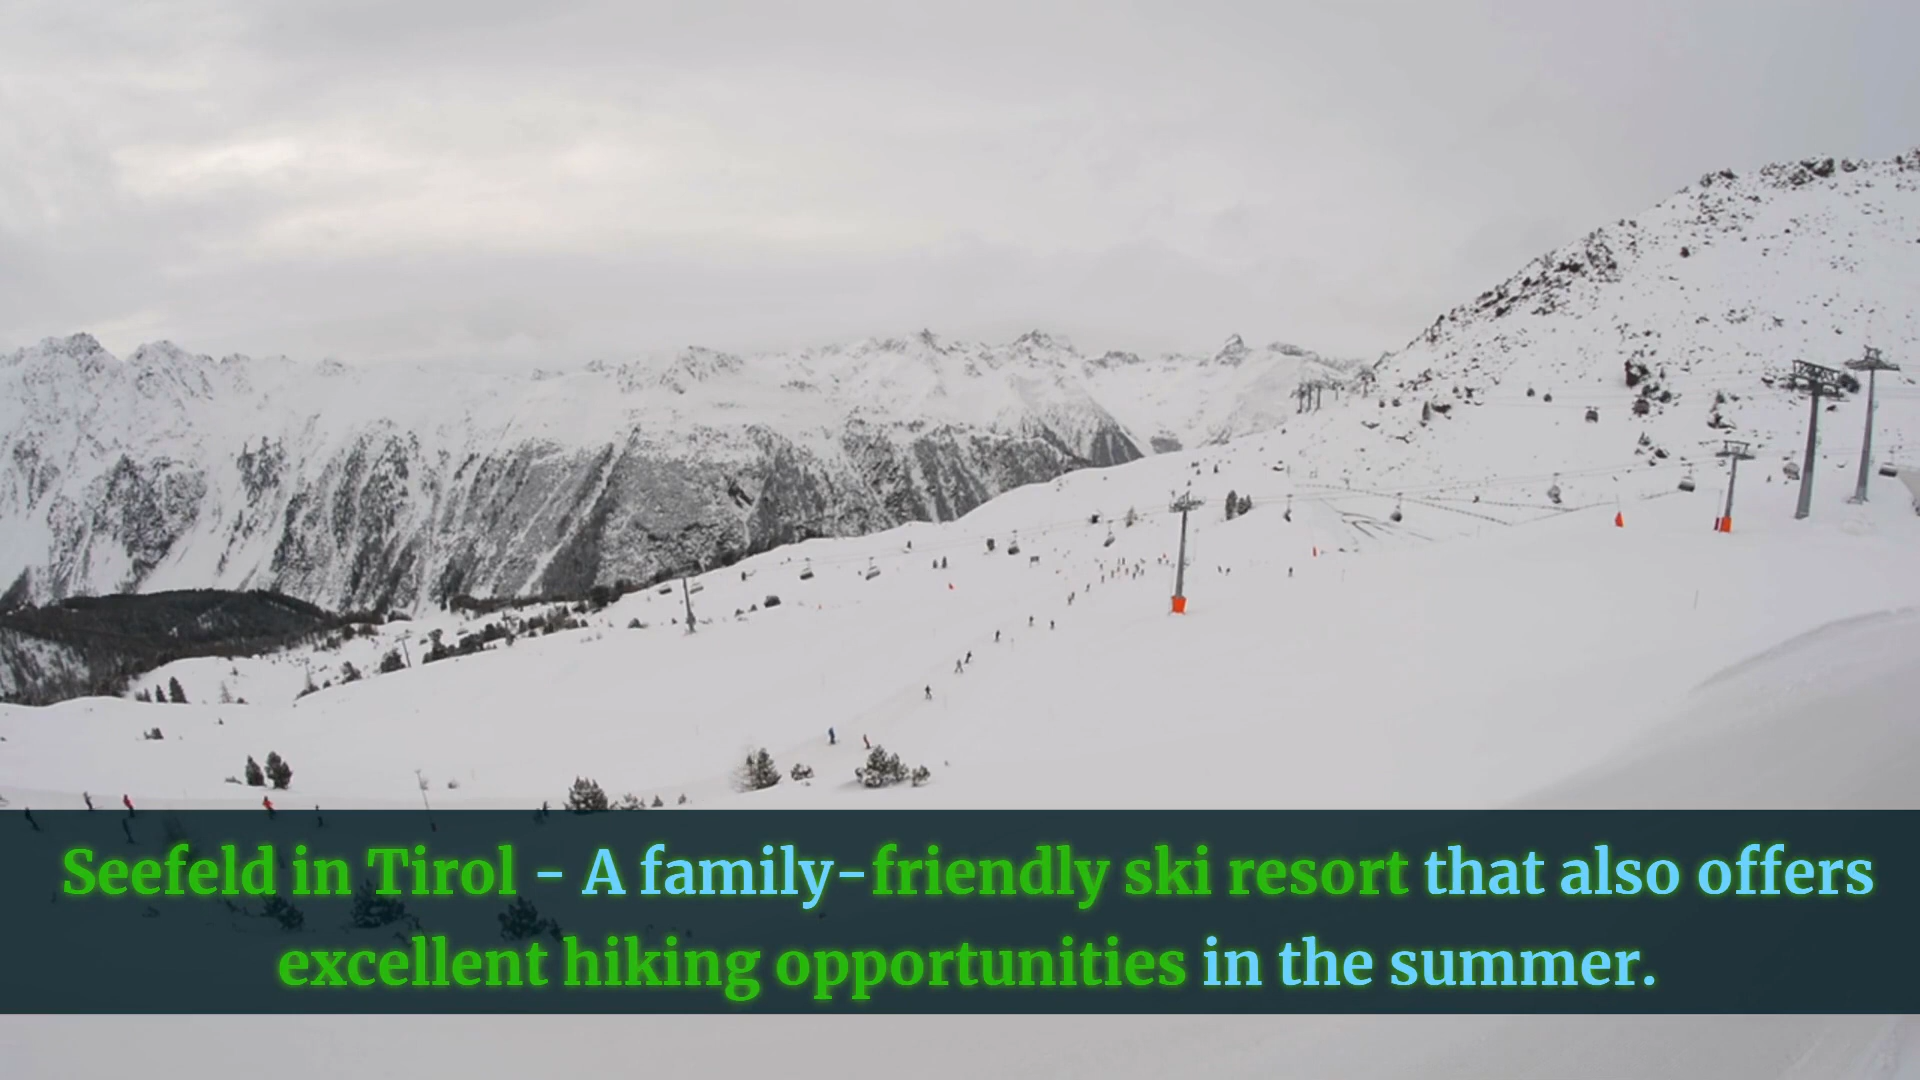 Seefeld in Tirol - A family-friendly ski resort that also offers
excellent hiking opportunities in the summer.